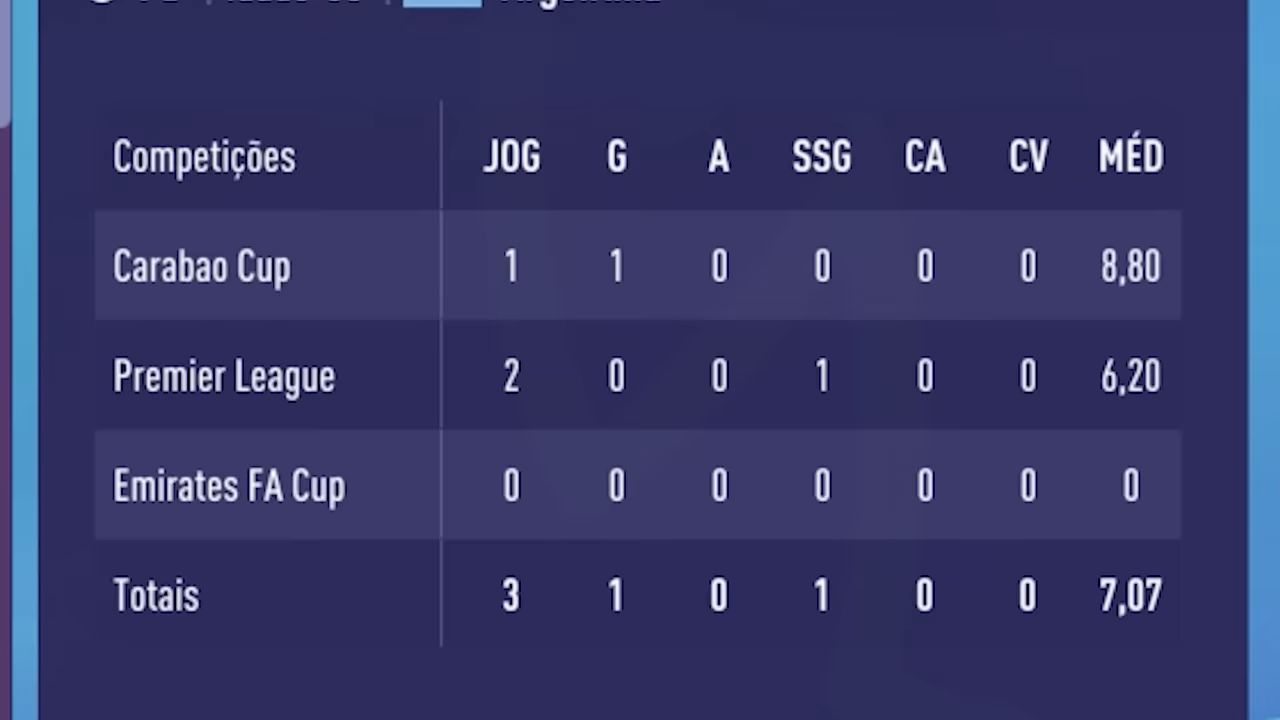 Competições JOG G A SSG CA CV MÉD
Carabao Cup 1 1 0 0 0 0 8,80
Premier League 2 0 0 1 0 0 6,20
Emirates FA Cup 0 0 0 0 0 0 0
Totais 3 1 0 1 0 0 7,07